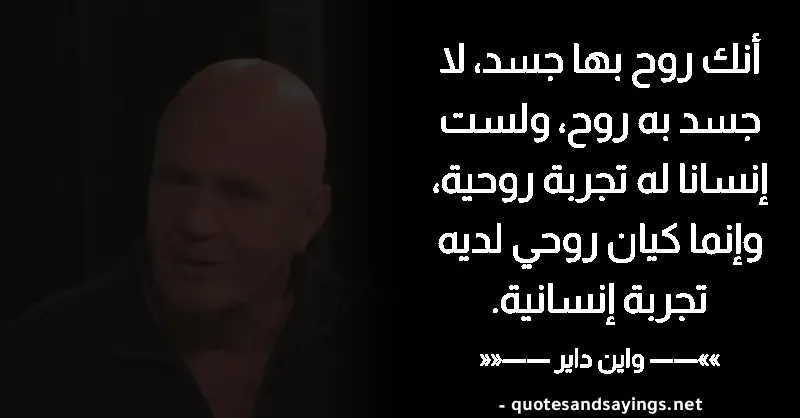 أنك روح بها جسد، لا
جسد به روح، ولست
إنسانا له تجربة روحية،
وإنما كيان روحي لديه
تجربة إنسانية.
««—–— واين داير —–—»»
- quotesandsayings.net